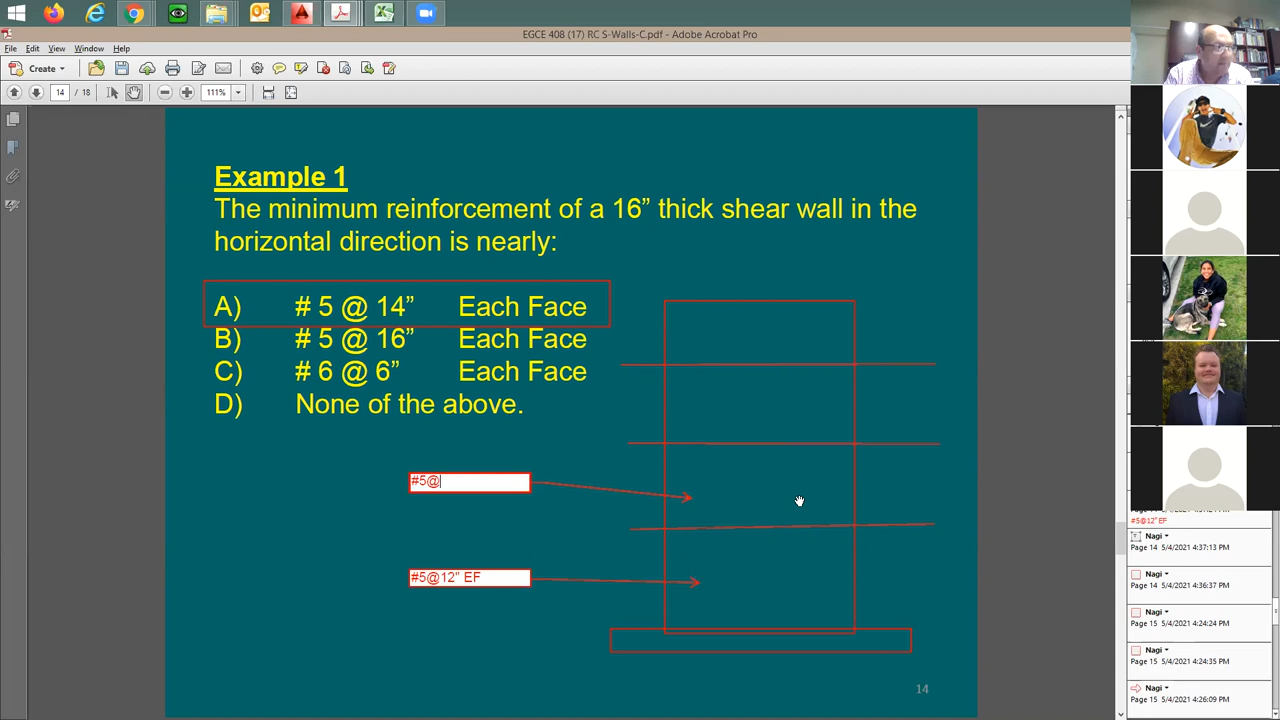 EGCE 408 (17) RC S-Walls-C.pdf - Adobe Acrobat Pro
File Edit View Window Help
Create
14 / 18 111%
Example 1
The minimum reinforcement of a 16” thick shear wall in the
horizontal direction is nearly:
A) # 5 @ 14” Each Face
B) # 5 @ 16” Each Face
C) # 6 @ 6” Each Face
D) None of the above.
#5@
#5@12" EF
14
#5@12" EF
Nagi
Page 14 5/4/2021 4:37:13 PM
Nagi
Page 14 5/4/2021 4:36:37 PM
Nagi
Page 15 5/4/2021 4:24:24 PM
Nagi
Page 15 5/4/2021 4:24:35 PM
Nagi
Page 15 5/4/2021 4:26:09 PM